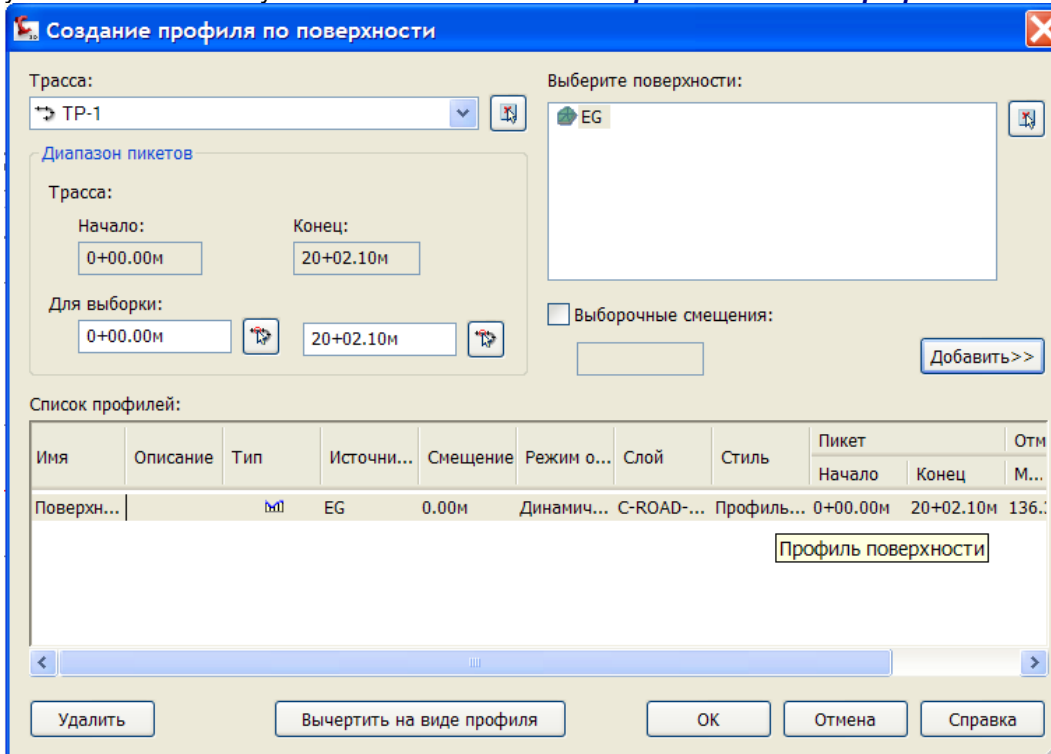 Создание профиля по поверхности
Трасса:
ТР-1
Выберите поверхности:
EG
Диапазон пикетов
Трасса:
Начало: Конец:
0+00.00м 20+02.10м
Для выборки:
0+00.00м 20+02.10м
Выборочные смещения:
Добавить>>
Список профилей:
Имя Описание Тип Источни... Смещение Режим о... Слой Стиль Пикет Отм
Начало Конец М...
Поверхн... EG 0.00м Динамич... C-ROAD-... Профиль... 0+00.00м 20+02.10м 136.
Профиль поверхности
Удалить Вычертить на виде профиля ОК Отмена Справка